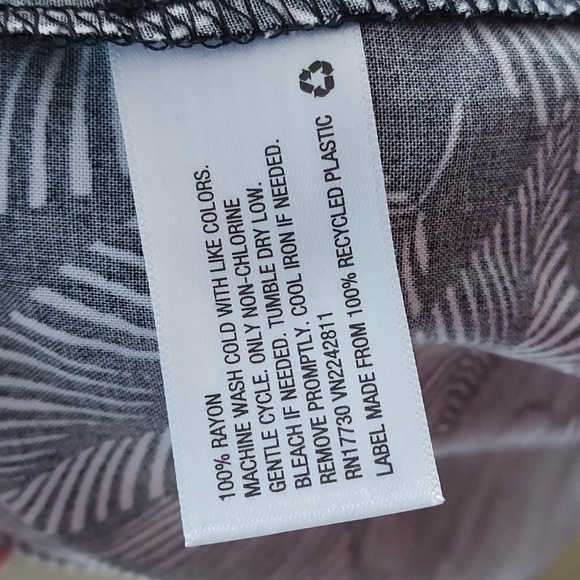 100% RAYON
MACHINE WASH COLD WITH LIKE COLORS.
GENTLE CYCLE. ONLY NON-CHLORINE
BLEACH IF NEEDED. TUMBLE DRY LOW.
REMOVE PROMPTLY. COOL IRON IF NEEDED.
RN17730 VN2242811
LABEL MADE FROM 100% RECYCLED PLASTIC